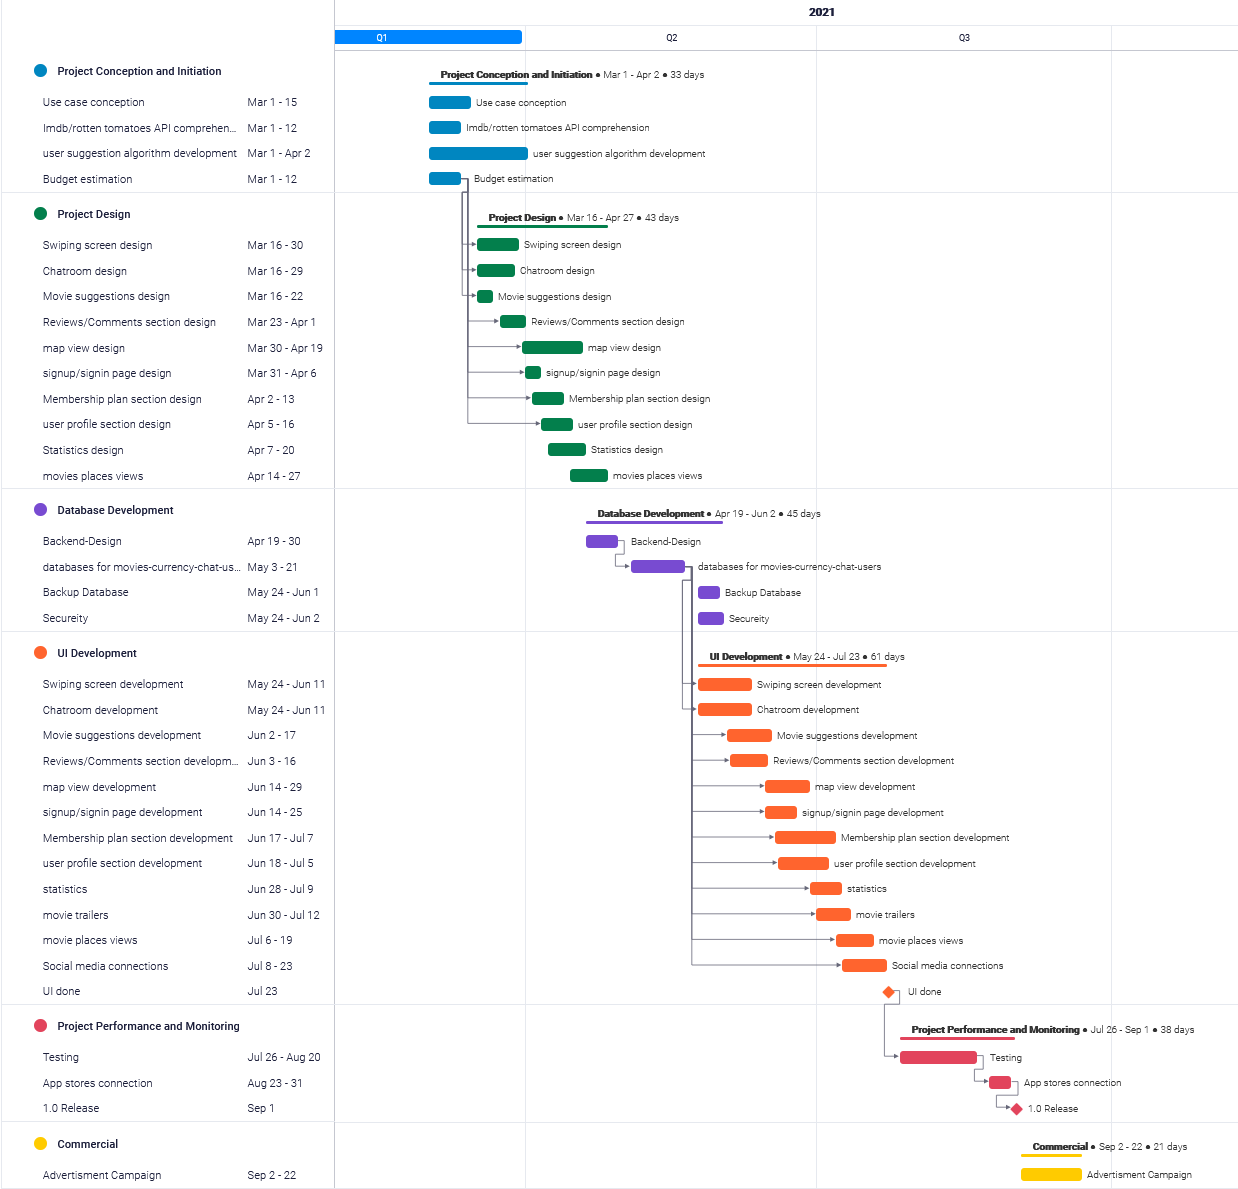 2021
Q1 Q2 Q3
Project Conception and Initiation Project Conception and Initiation ● Mar 1 - Apr 2 ● 33 days
Use case conception Mar 1 - 15 Use case conception
Imdb/rotten tomatoes API comprehen... Mar 1 - 12 Imdb/rotten tomatoes API comprehension
user suggestion algorithm development Mar 1 - Apr 2 user suggestion algorithm development
Budget estimation Mar 1 - 12 Budget estimation
Project Design Project Design ● Mar 16 - Apr 27 ● 43 days
Swiping screen design Mar 16 - 30 Swiping screen design
Chatroom design Mar 16 - 29 Chatroom design
Movie suggestions design Mar 16 - 22 Movie suggestions design
Reviews/Comments section design Mar 23 - Apr 1 Reviews/Comments section design
map view design Mar 30 - Apr 19 map view design
signup/signin page design Mar 31 - Apr 6 signup/signin page design
Membership plan section design Apr 2 - 13 Membership plan section design
user profile section design Apr 5 - 16 user profile section design
Statistics design Apr 7 - 20 Statistics design
movies places views Apr 14 - 27 movies places views
Database Development Database Development ● Apr 19 - Jun 2 ● 45 days
Backend-Design Apr 19 - 30 Backend-Design
databases for movies-currency-chat-us... May 3 - 21 databases for movies-currency-chat-users
Backup Database May 24 - Jun 1 Backup Database
Secureity May 24 - Jun 2 Secureity
UI Development UI Development ● May 24 - Jul 23 ● 61 days
Swiping screen development May 24 - Jun 11 Swiping screen development
Chatroom development May 24 - Jun 11 Chatroom development
Movie suggestions development Jun 2 - 17 Movie suggestions development
Reviews/Comments section developm... Jun 3 - 16 Reviews/Comments section development
map view development Jun 14 - 29 map view development
signup/signin page development Jun 14 - 25 signup/signin page development
Membership plan section development Jun 17 - Jul 7 Membership plan section development
user profile section development Jun 18 - Jul 5 user profile section development
statistics Jun 28 - Jul 9 statistics
movie trailers Jun 30 - Jul 12 movie trailers
movie places views Jul 6 - 19 movie places views
Social media connections Jul 8 - 23 Social media connections
UI done Jul 23 UI done
Project Performance and Monitoring Project Performance and Monitoring ● Jul 26 - Sep 1 ● 38 days
Testing Jul 26 - Aug 20 Testing
App stores connection Aug 23 - 31 App stores connection
1.0 Release Sep 1 1.0 Release
Commercial Commercial ● Sep 2 - 22 ● 21 days
Advertisment Campaign Sep 2 - 22 Advertisment Campaign